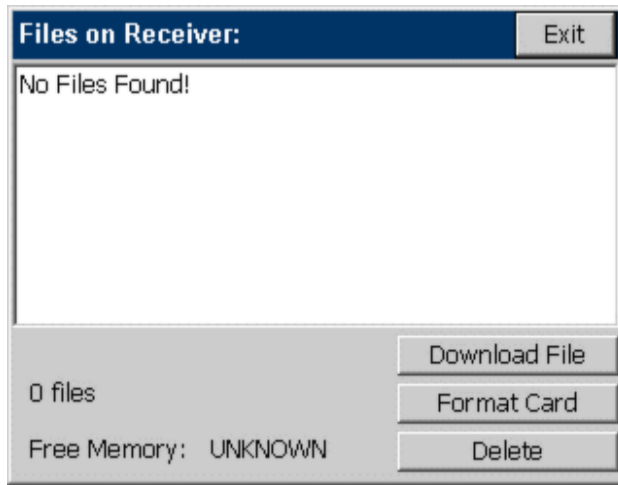 Files on Receiver: Exit
No Files Found!
Download File
0 files
Format Card
Free Memory: UNKNOWN
Delete